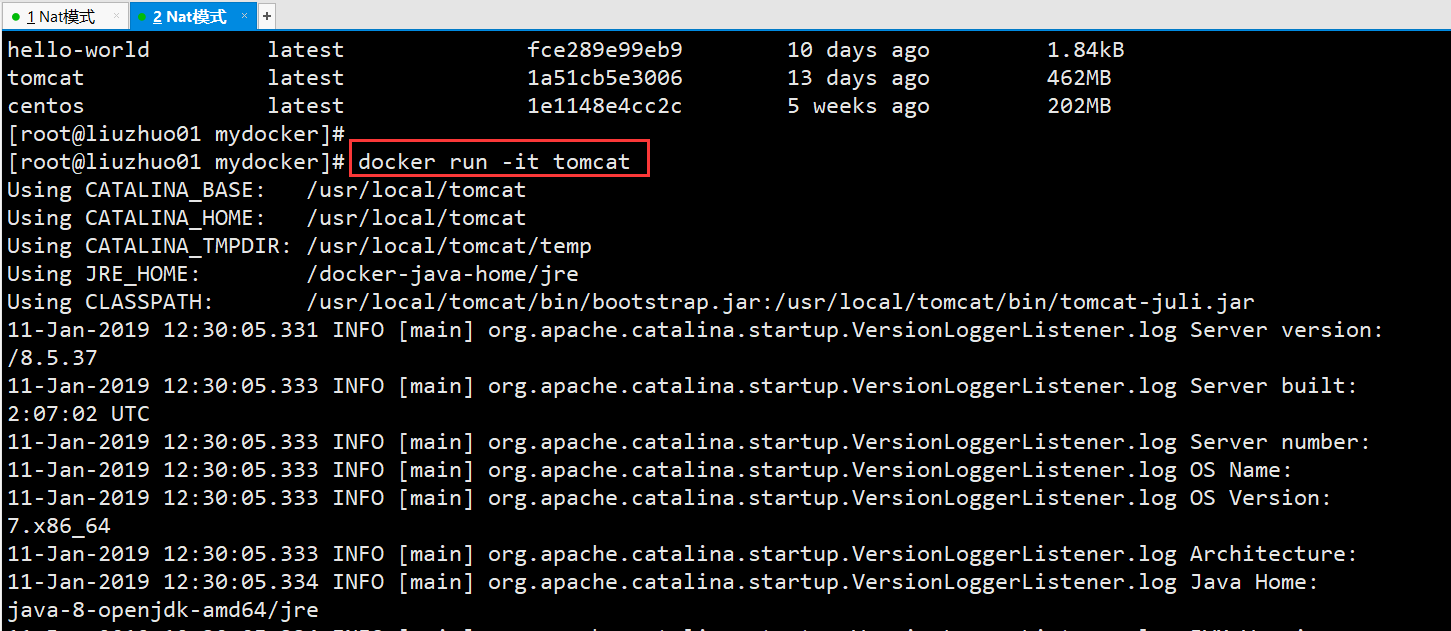 1 Nat模式 × 2 Nat模式 × +
hello-world latest fce289e99eb9 10 days ago 1.84kB
tomcat latest 1a51cb5e3006 13 days ago 462MB
centos latest 1e1148e4cc2c 5 weeks ago 202MB
[root@liuzhuo01 mydocker]#
[root@liuzhuo01 mydocker]# docker run -it tomcat
Using CATALINA_BASE: /usr/local/tomcat
Using CATALINA_HOME: /usr/local/tomcat
Using CATALINA_TMPDIR: /usr/local/tomcat/temp
Using JRE_HOME: /docker-java-home/jre
Using CLASSPATH: /usr/local/tomcat/bin/bootstrap.jar:/usr/local/tomcat/bin/tomcat-juli.jar
11-Jan-2019 12:30:05.331 INFO [main] org.apache.catalina.startup.VersionLoggerListener.log Server version:
/8.5.37
11-Jan-2019 12:30:05.333 INFO [main] org.apache.catalina.startup.VersionLoggerListener.log Server built:
2:07:02 UTC
11-Jan-2019 12:30:05.333 INFO [main] org.apache.catalina.startup.VersionLoggerListener.log Server number:
11-Jan-2019 12:30:05.333 INFO [main] org.apache.catalina.startup.VersionLoggerListener.log OS Name:
11-Jan-2019 12:30:05.333 INFO [main] org.apache.catalina.startup.VersionLoggerListener.log OS Version:
7.x86_64
11-Jan-2019 12:30:05.333 INFO [main] org.apache.catalina.startup.VersionLoggerListener.log Architecture:
11-Jan-2019 12:30:05.334 INFO [main] org.apache.catalina.startup.VersionLoggerListener.log Java Home:
java-8-openjdk-amd64/jre